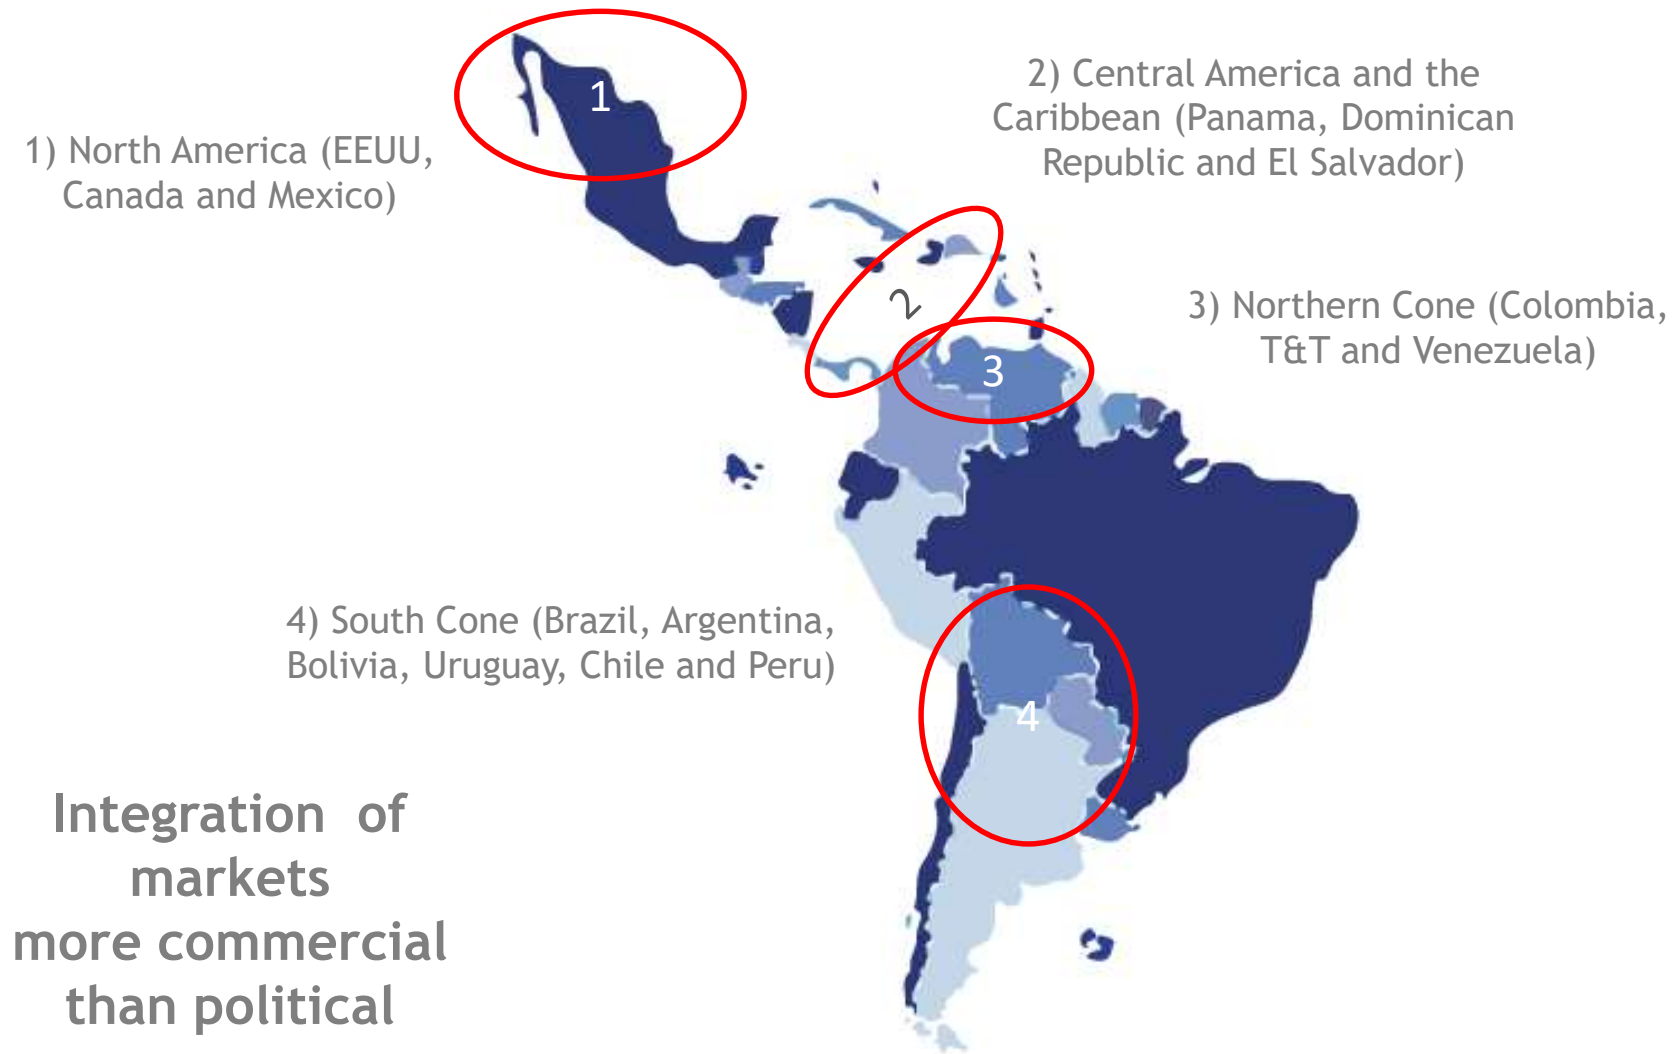 1
2) Central America and the
Caribbean (Panama, Dominican
Republic and El Salvador)
1) North America (EEUU,
Canada and Mexico)
2
3) Northern Cone (Colombia,
T&T and Venezuela)
3
4) South Cone (Brazil, Argentina,
Bolivia, Uruguay, Chile and Peru)
4
Integration of
markets
more commercial
than political